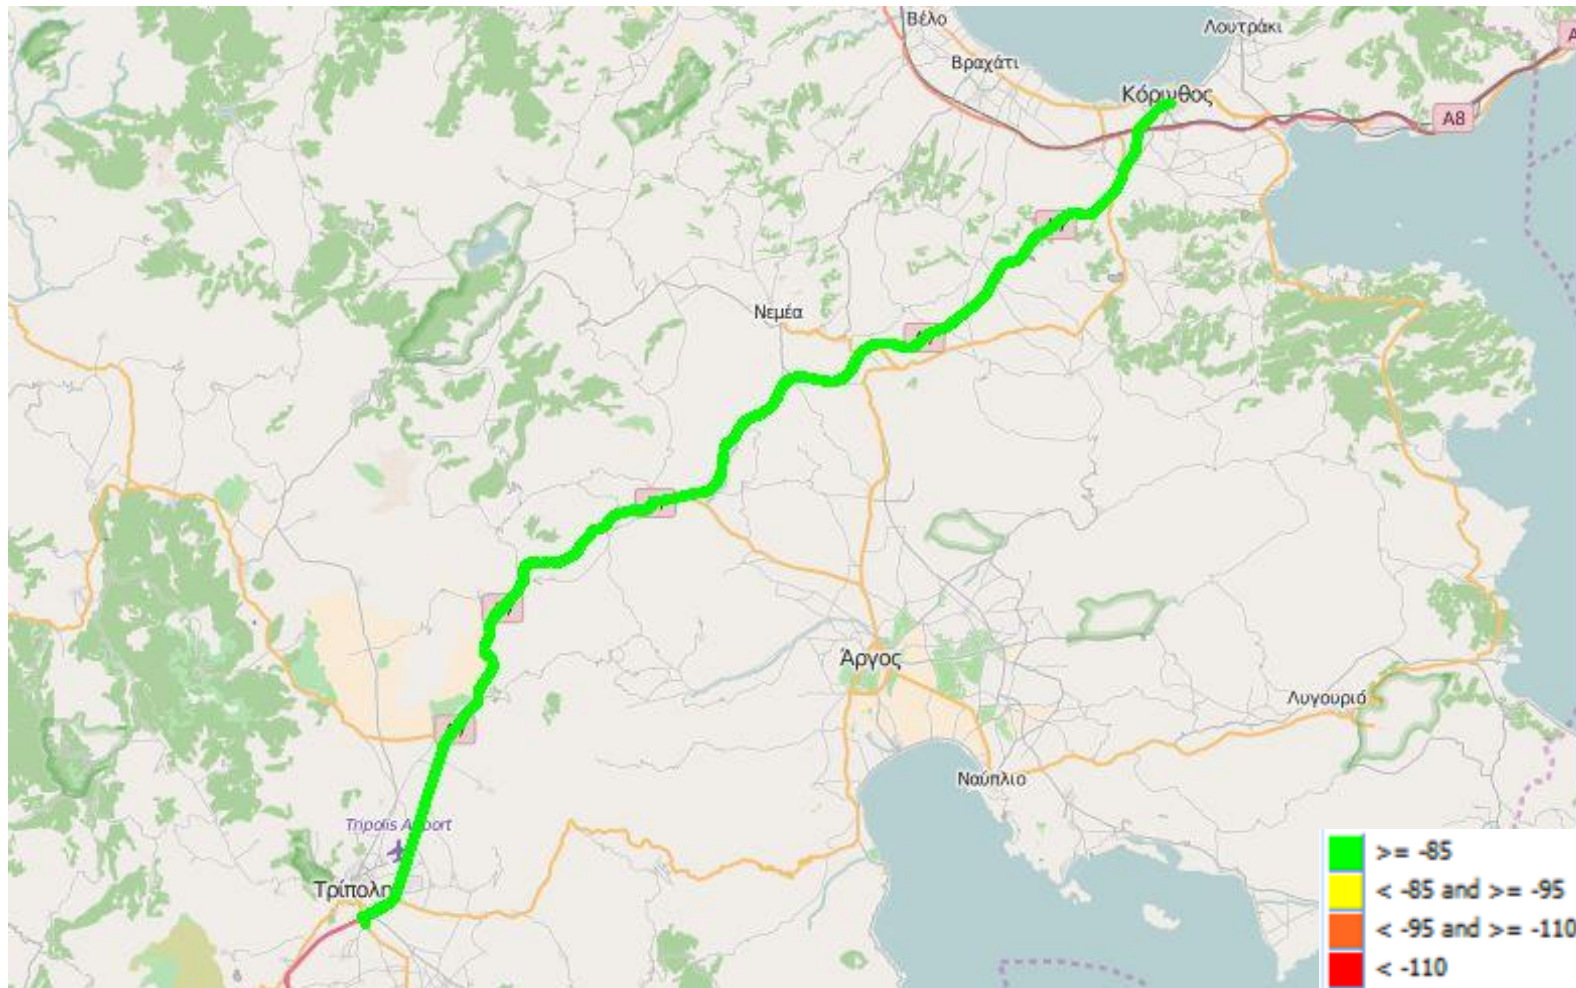 Βέλο
Λουτράκι
Βραχάτι
Κόρινθος
A8
Νεμέα
Άργος
Λυγουριό
Ναύπλιο
Tripolis Airport
Τρίπολη
>= -85
< -85 and >= -95
< -95 and >= -110
< -110